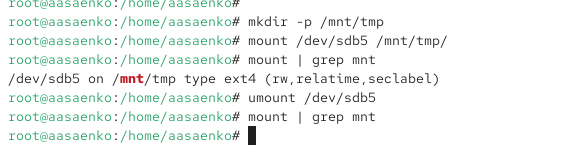 root@aasaenko:/home/aasaenko#
root@aasaenko:/home/aasaenko# mkdir -p /mnt/tmp
root@aasaenko:/home/aasaenko# mount /dev/sdb5 /mnt/tmp/
root@aasaenko:/home/aasaenko# mount | grep mnt
/dev/sdb5 on /mnt/tmp type ext4 (rw,relatime,seclabel)
root@aasaenko:/home/aasaenko# umount /dev/sdb5
root@aasaenko:/home/aasaenko# mount | grep mnt
root@aasaenko:/home/aasaenko#